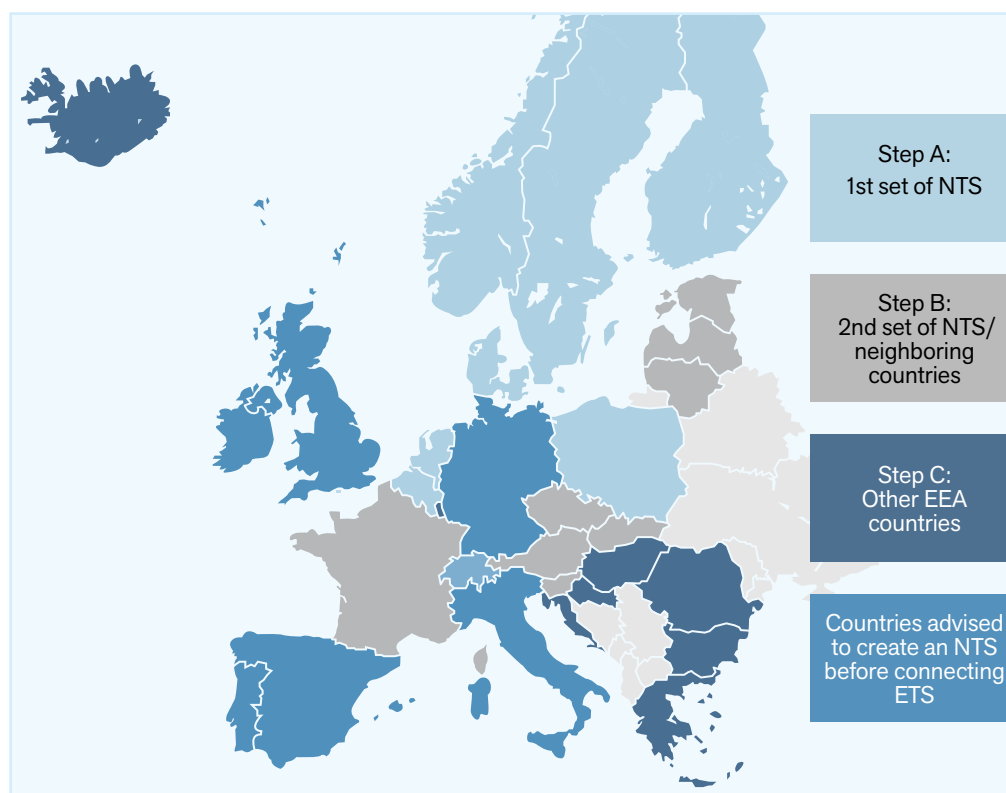 Step A:
1st set of NTS
Step B:
2nd set of NTS/
neighboring
countries
Step C:
Other EEA
countries
Countries advised
to create an NTS
before connecting
ETS